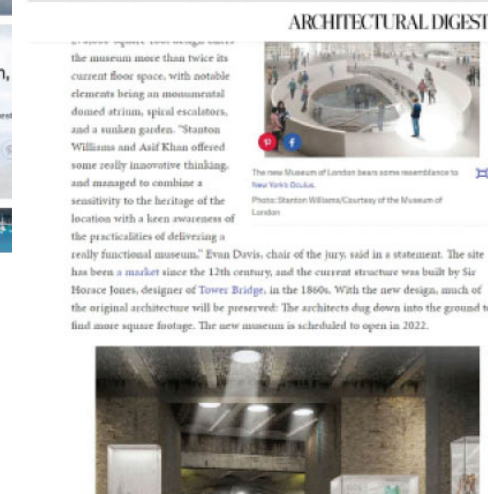 ARCHITECTURAL DIGEST
the museum more than twice its
current floor space, with notable
elements being an monumental
domed atrium, spiral escalators,
and a sunken garden. "Stanton
Williams and Asif Khan offered
some really innovative thinking,
and managed to combine a
sensitivity to the heritage of the
location with a keen awareness of
the practicalities of delivering a
The new Museum of London bears some resemblance to
New York's Oculus.
Photo: Stanton Williams/Courtesy of the Museum of
London
really functional museum," Evan Davis, chair of the jury, said in a statement. The site
has been a market since the 12th century, and the current structure was built by Sir
Horace Jones, designer of Tower Bridge, in the 1860s. With the new design, much of
the original architecture will be preserved: The architects dug down into the ground to
find more square footage. The new museum is scheduled to open in 2022.